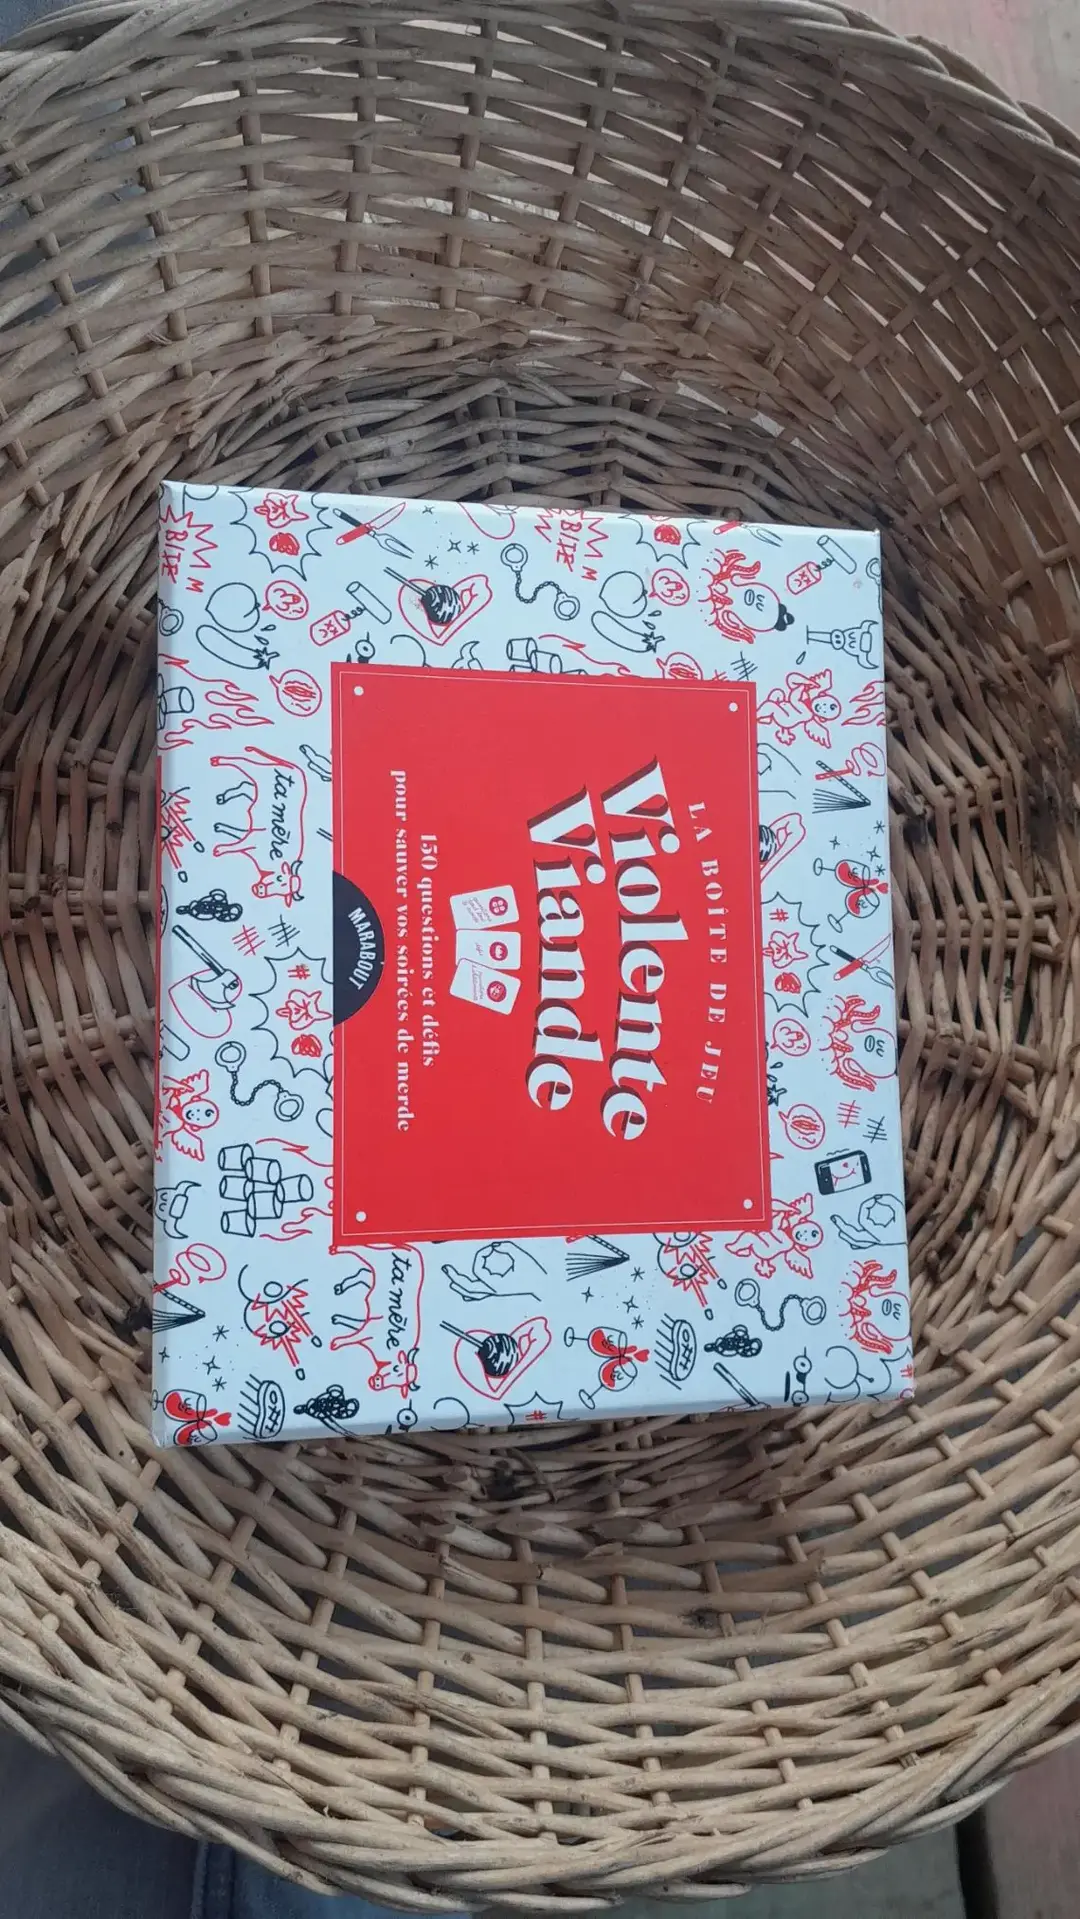 LA BOÎTE DE JEU
Violente
Viande
150 questions et défis
pour sauver vos soirées de merde
MARABOUT
BITE
BITE
ta mère
ta mère